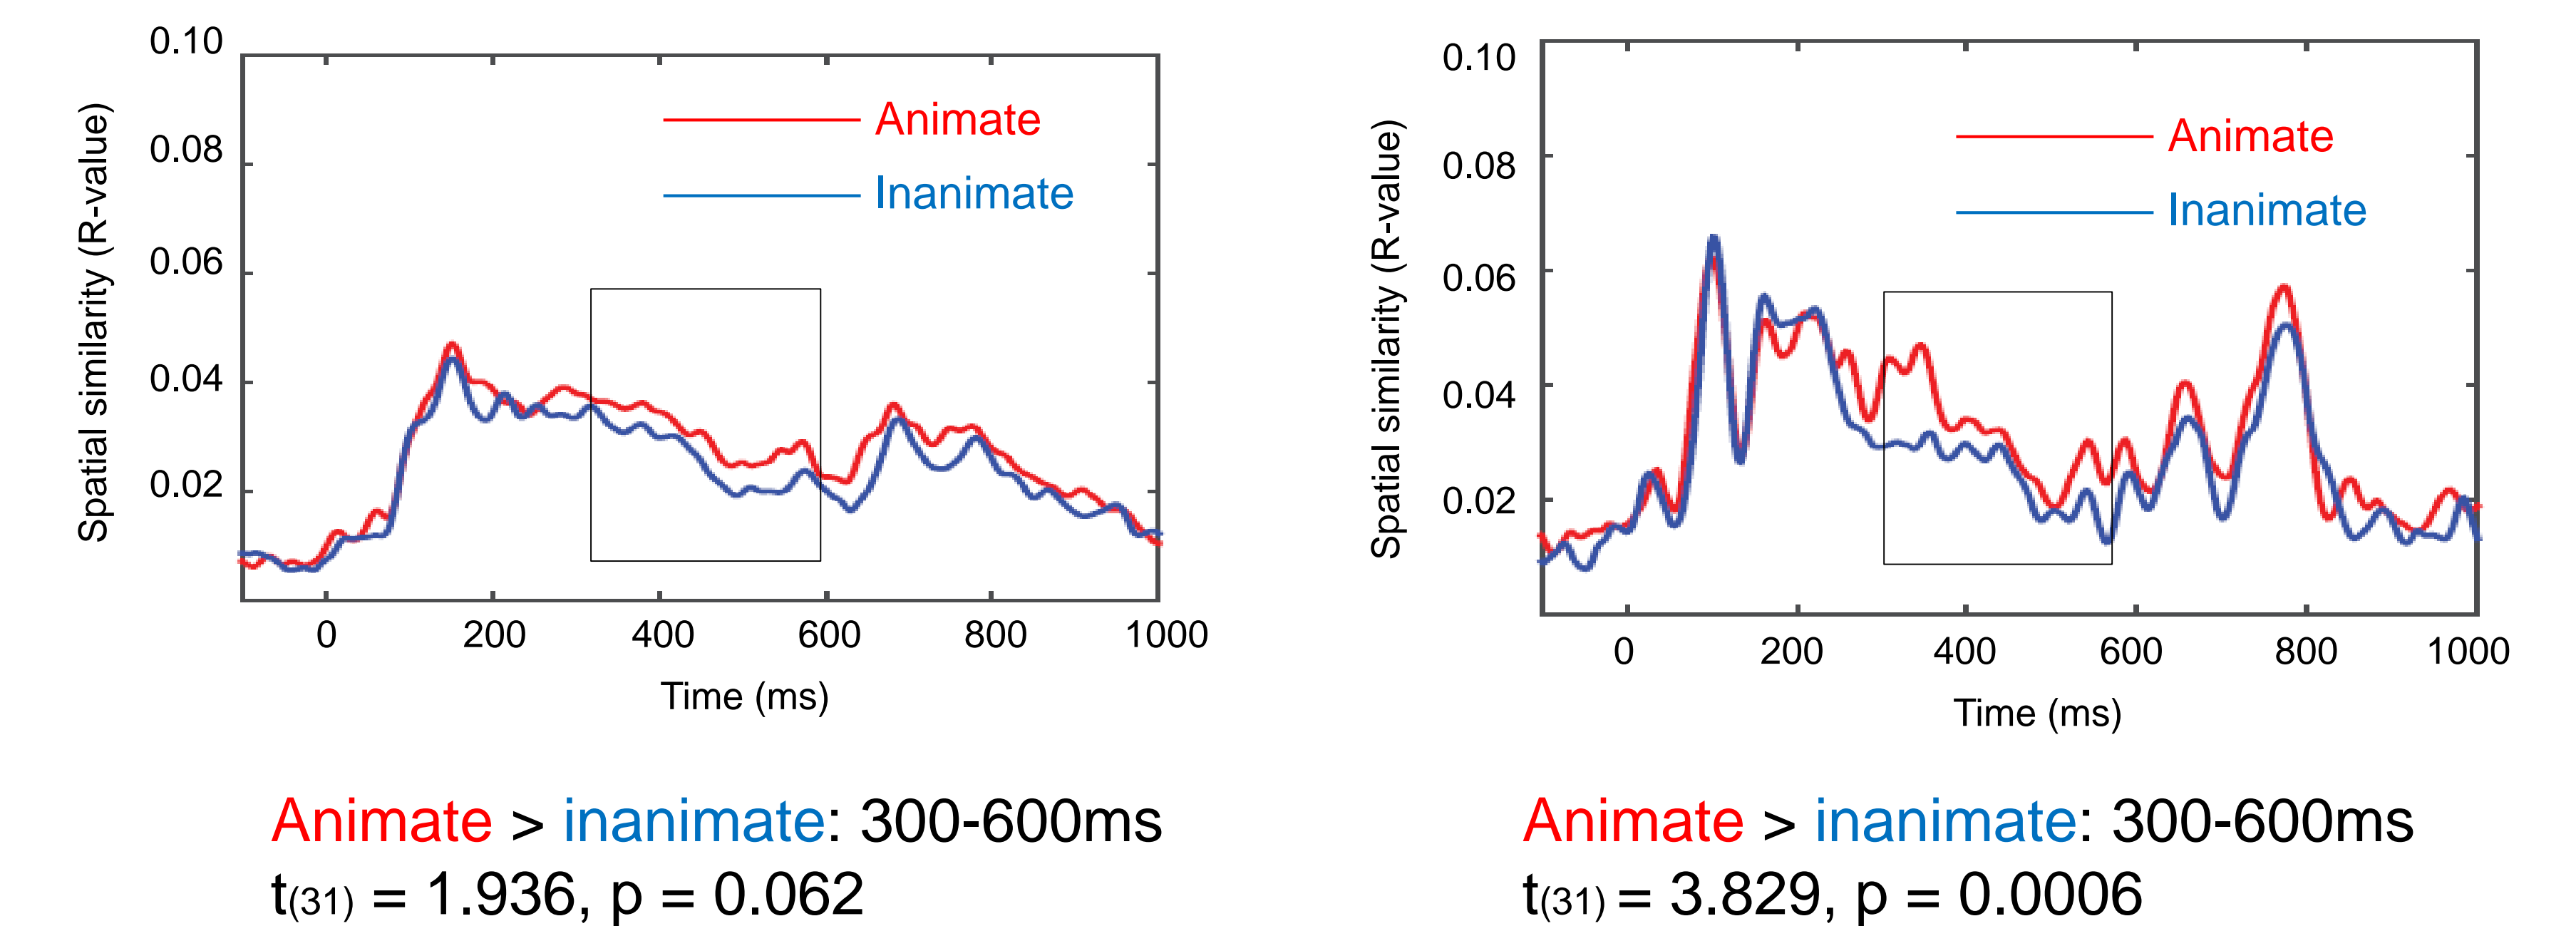 0.10
0.08
0.06
0.04
0.02
Spatial similarity (R-value)
Animate
Inanimate
0 200 400 600 800 1000
Time (ms)
Animate > inanimate: 300-600ms
t(31) = 1.936, p = 0.062
0.10
0.08
0.06
0.04
0.02
Spatial similarity (R-value)
Animate
Inanimate
0 200 400 600 800 1000
Time (ms)
Animate > inanimate: 300-600ms
t(31) = 3.829, p = 0.0006